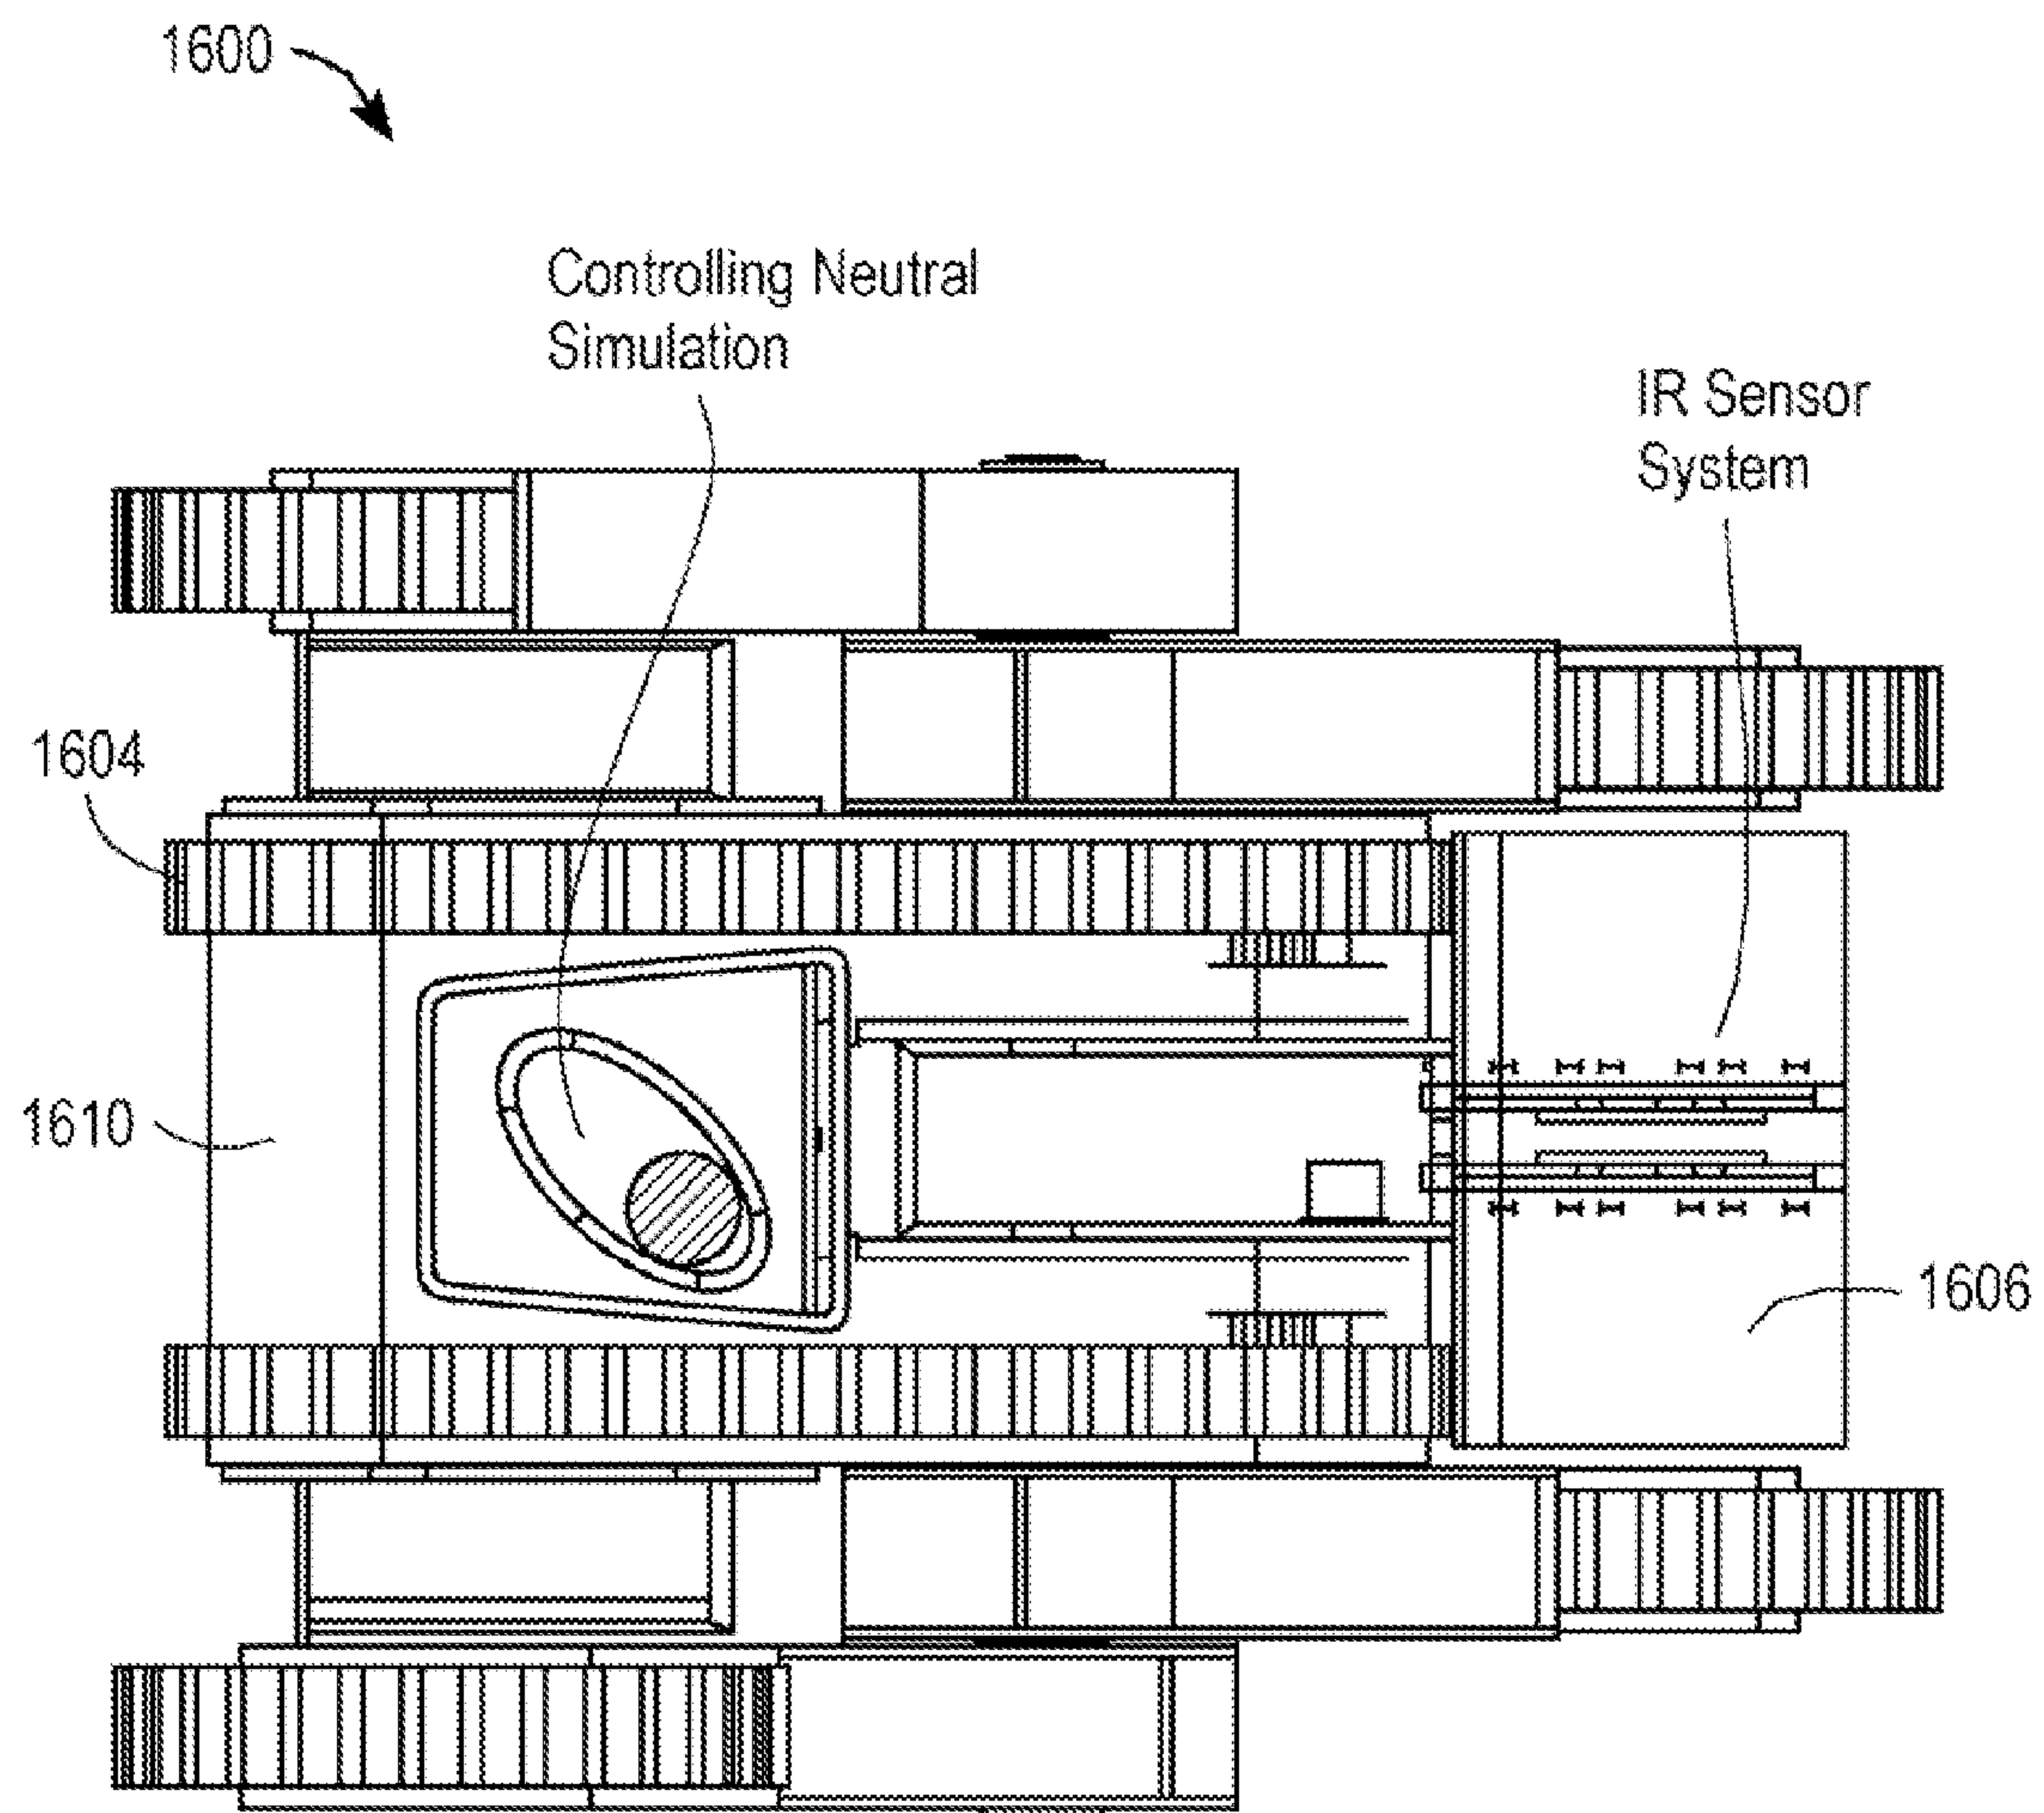 1600
Controlling Neutral
Simulation
IR Sensor
System
1604
1610
1606